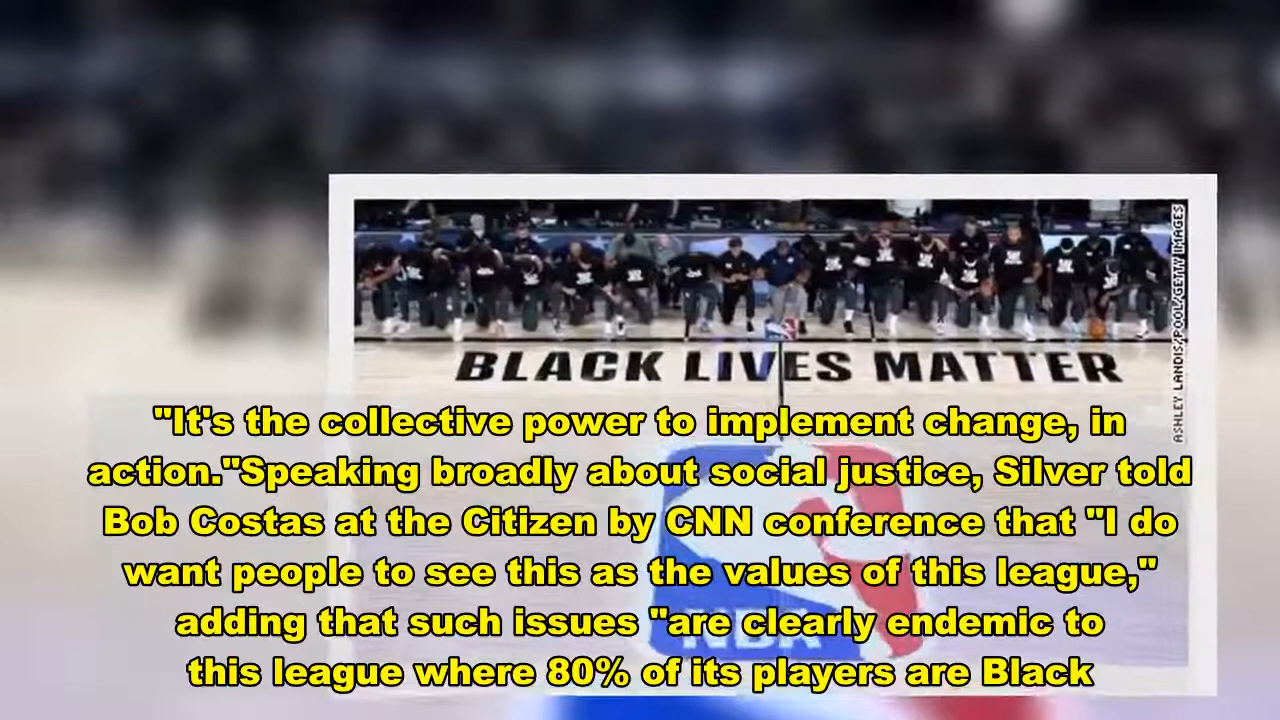 ASHLEY LANDIS/POOL/GETTY IMAGES
BLACK LIVES MATTER
"It's the collective power to implement change, in
action."Speaking broadly about social justice, Silver told
Bob Costas at the Citizen by CNN conference that "I do
want people to see this as the values of this league,"
adding that such issues "are clearly endemic to
this league where 80% of its players are Black
NBA